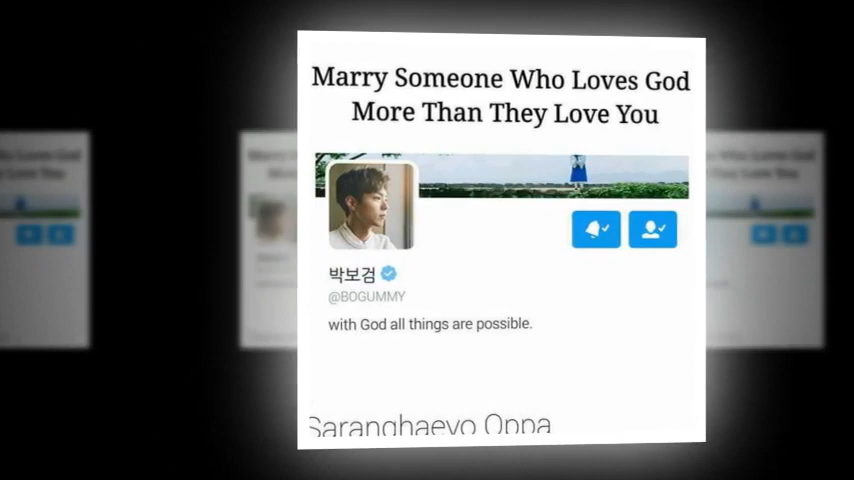 Marry Someone Who Loves God
More Than They Love You
박보검
@BOGUMMY
with God all things are possible.
Saranghaeyo Oppa